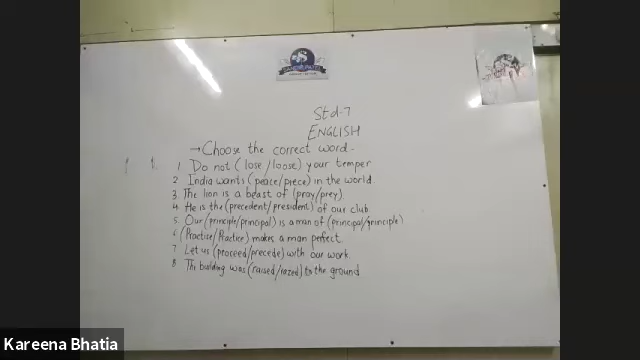 Std-7
ENGLISH
→Choose the correct word-
1 Do not (lose/loose) your temper
2 India wants (peace/piece) in the world
3 The lion is a beast of (pray/prey).
4 He is the (precedent/president) of our club
5 Our (principle/principal) is a man of (principal/principle)
6 (Practise/Practice) makes a man perfect.
7 Let us (proceed/precede) with our work.
8 The building was (raised/razed) to the ground
Kareena Bhatia